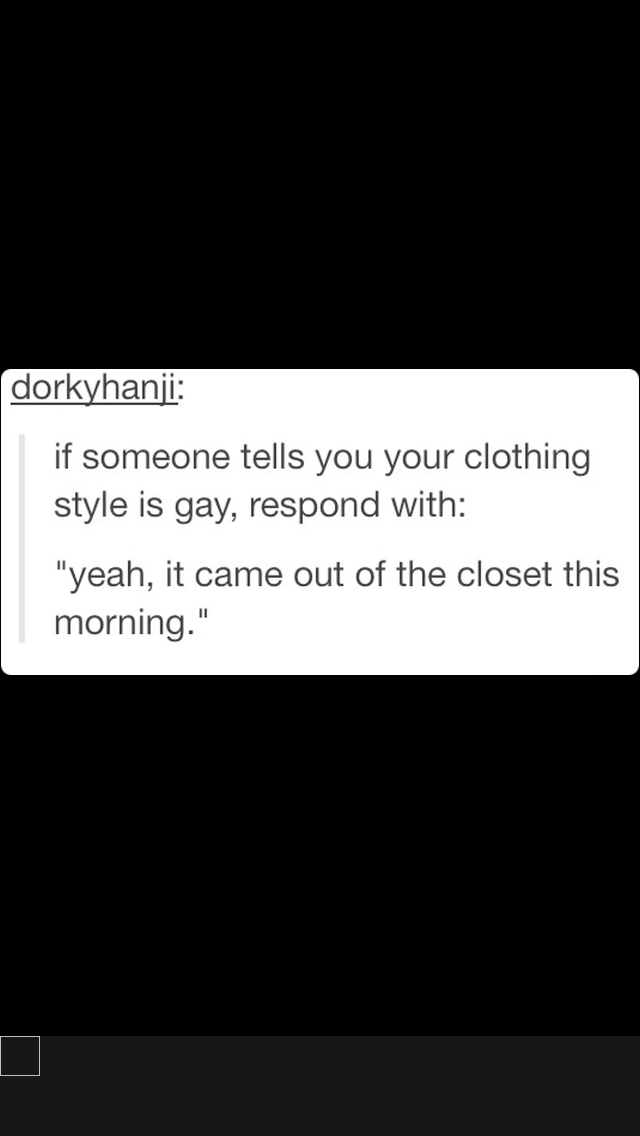 dorkyhanji:
if someone tells you your clothing
style is gay, respond with:
"yeah, it came out of the closet this
morning."